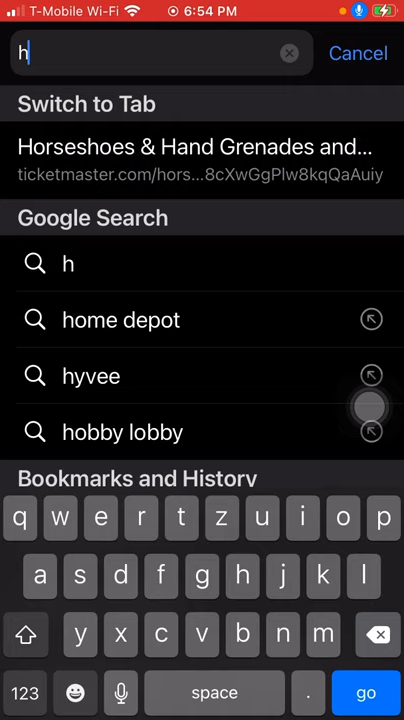 T-Mobile Wi-Fi 6:54 PM
h Cancel
Switch to Tab
Horseshoes & Hand Grenades and...
ticketmaster.com/hors...8cXwGgPlw8kqQaAuiy
Google Search
h
home depot
hyvee
hobby lobby
Bookmarks and History
q w e r t z u i o p
a s d f g h j k l
y x c v b n m
123 space . go